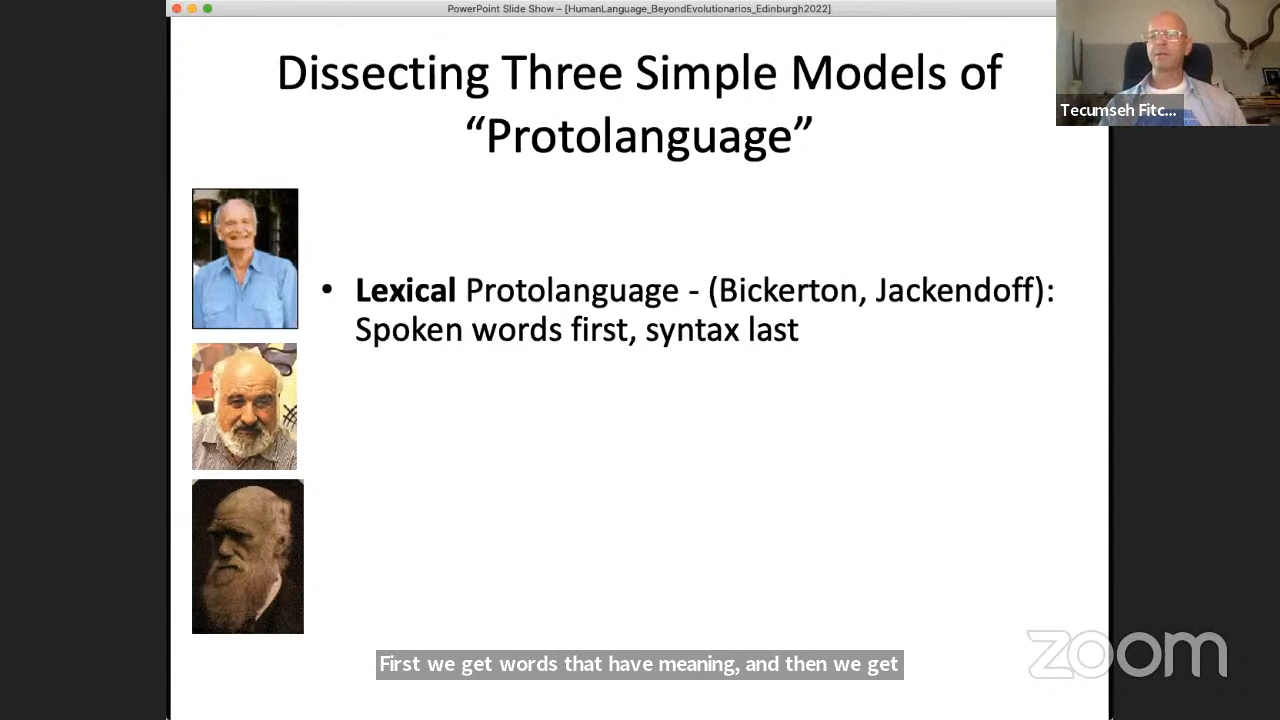 PowerPoint Slide Show – [HumanLanguage_BeyondEvolutionarios_Edinburgh2022]
Dissecting Three Simple Models of
“Protolanguage”
Tecumseh Fitc...
• Lexical Protolanguage - (Bickerton, Jackendoff):
Spoken words first, syntax last
First we get words that have meaning, and then we get
zoom